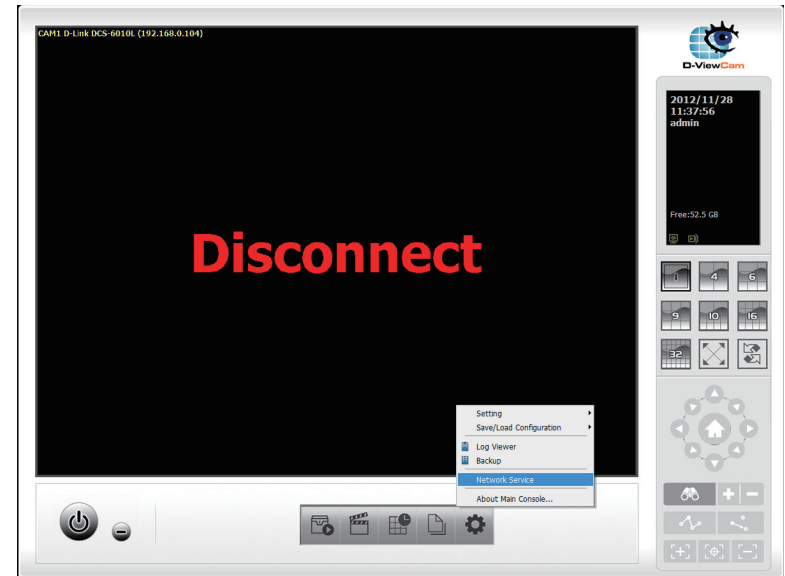 CAM1 D-Link DCS-6010L (192.168.0.104)
D-ViewCam
2012/11/28
11:37:56
admin
Free:52.5 GB
Disconnect
1 4 6
9 10 16
32
Setting
Save/Load Configuration
Log Viewer
Backup
Network Service
About Main Console...